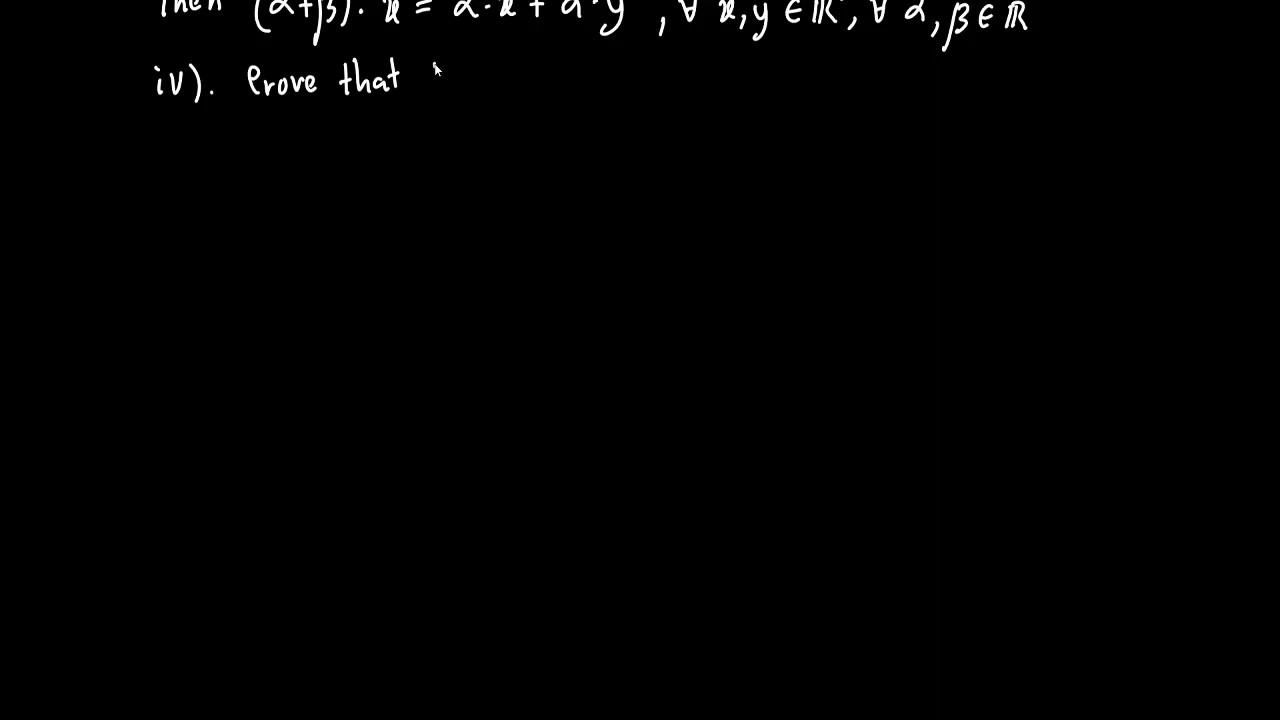 Then (α+β). x = α.x + α.y , ∀ x,y ∈ ℝ, ∀ α,β ∈ ℝ
iv). Prove that